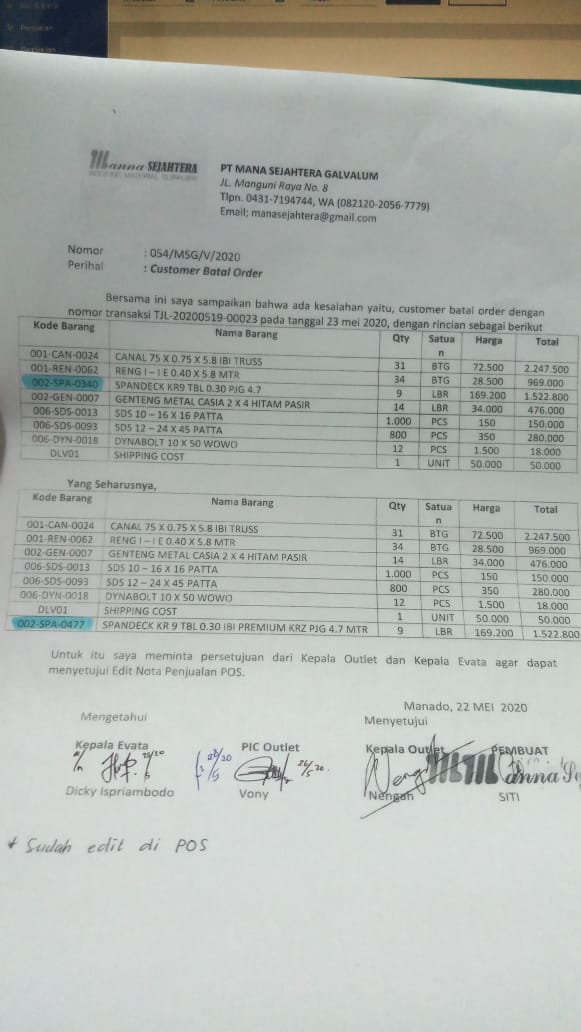 Manna SEJAHTERA
PT MANA SEJAHTERA GALVALUM
JL. Manguni Raya No. 8
Tlpn. 0431-7194744, WA (082120-2056-7779)
Email; manasejahtera@gmail.com
Nomor : 054/MSG/V/2020
Perihal : Customer Batal Order
Bersama ini saya sampaikan bahwa ada kesalahan yaitu, customer batal order dengan
nomor transaksi TJL-20200519-00023 pada tanggal 23 mei 2020, dengan rincian sebagai berikut
Kode Barang Nama Barang Qty Satua Harga Total
n
001-CAN-0024 CANAL 75 X 0.75 X 5.8 IBI TRUSS 31 BTG 72.500 2.247.500
001-REN-0062 RENG I – I E 0.40 X 5.8 MTR 34 BTG 28.500 969.000
002-SPA-0340 SPANDECK KR9 TBL 0.30 PJG 4.7 9 LBR 169.200 1.522.800
002-GEN-0007 GENTENG METAL CASIA 2 X 4 HITAM PASIR 14 LBR 34.000 476.000
006-SDS-0013 SDS 10 – 16 X 16 PATTA 1.000 PCS 150 150.000
006-SDS-0093 SDS 12 – 24 X 45 PATTA 800 PCS 350 280.000
006-DYN-0018 DYNABOLT 10 X 50 WOWO 12 PCS 1.500 18.000
DLV01 SHIPPING COST 1 UNIT 50.000 50.000
Yang Seharusnya,
Kode Barang Nama Barang Qty Satua Harga Total
n
001-CAN-0024 CANAL 75 X 0.75 X 5.8 IBI TRUSS 31 BTG 72.500 2.247.500
001-REN-0062 RENG I – I E 0.40 X 5.8 MTR 34 BTG 28.500 969.000
002-GEN-0007 GENTENG METAL CASIA 2 X 4 HITAM PASIR 14 LBR 34.000 476.000
006-SDS-0013 SDS 10 – 16 X 16 PATTA 1.000 PCS 150 150.000
006-SDS-0093 SDS 12 – 24 X 45 PATTA 800 PCS 350 280.000
006-DYN-0018 DYNABOLT 10 X 50 WOWO 12 PCS 1.500 18.000
DLV01 SHIPPING COST 1 UNIT 50.000 50.000
002-SPA-0477 SPANDECK KR 9 TBL 0.30 IBI PREMIUM KRZ PJG 4.7 MTR 9 LBR 169.200 1.522.800
Untuk itu saya meminta persetujuan dari Kepala Outlet dan Kepala Evata agar dapat
menyetujui Edit Nota Penjualan POS.
Manado, 22 MEI 2020
Mengetahui Menyetujui
Kepala Evata PIC Outlet Kepala Outlet PEMBUAT
Dicky Ispriambodo Vony Nengah SITI
* Sudah edit di POS